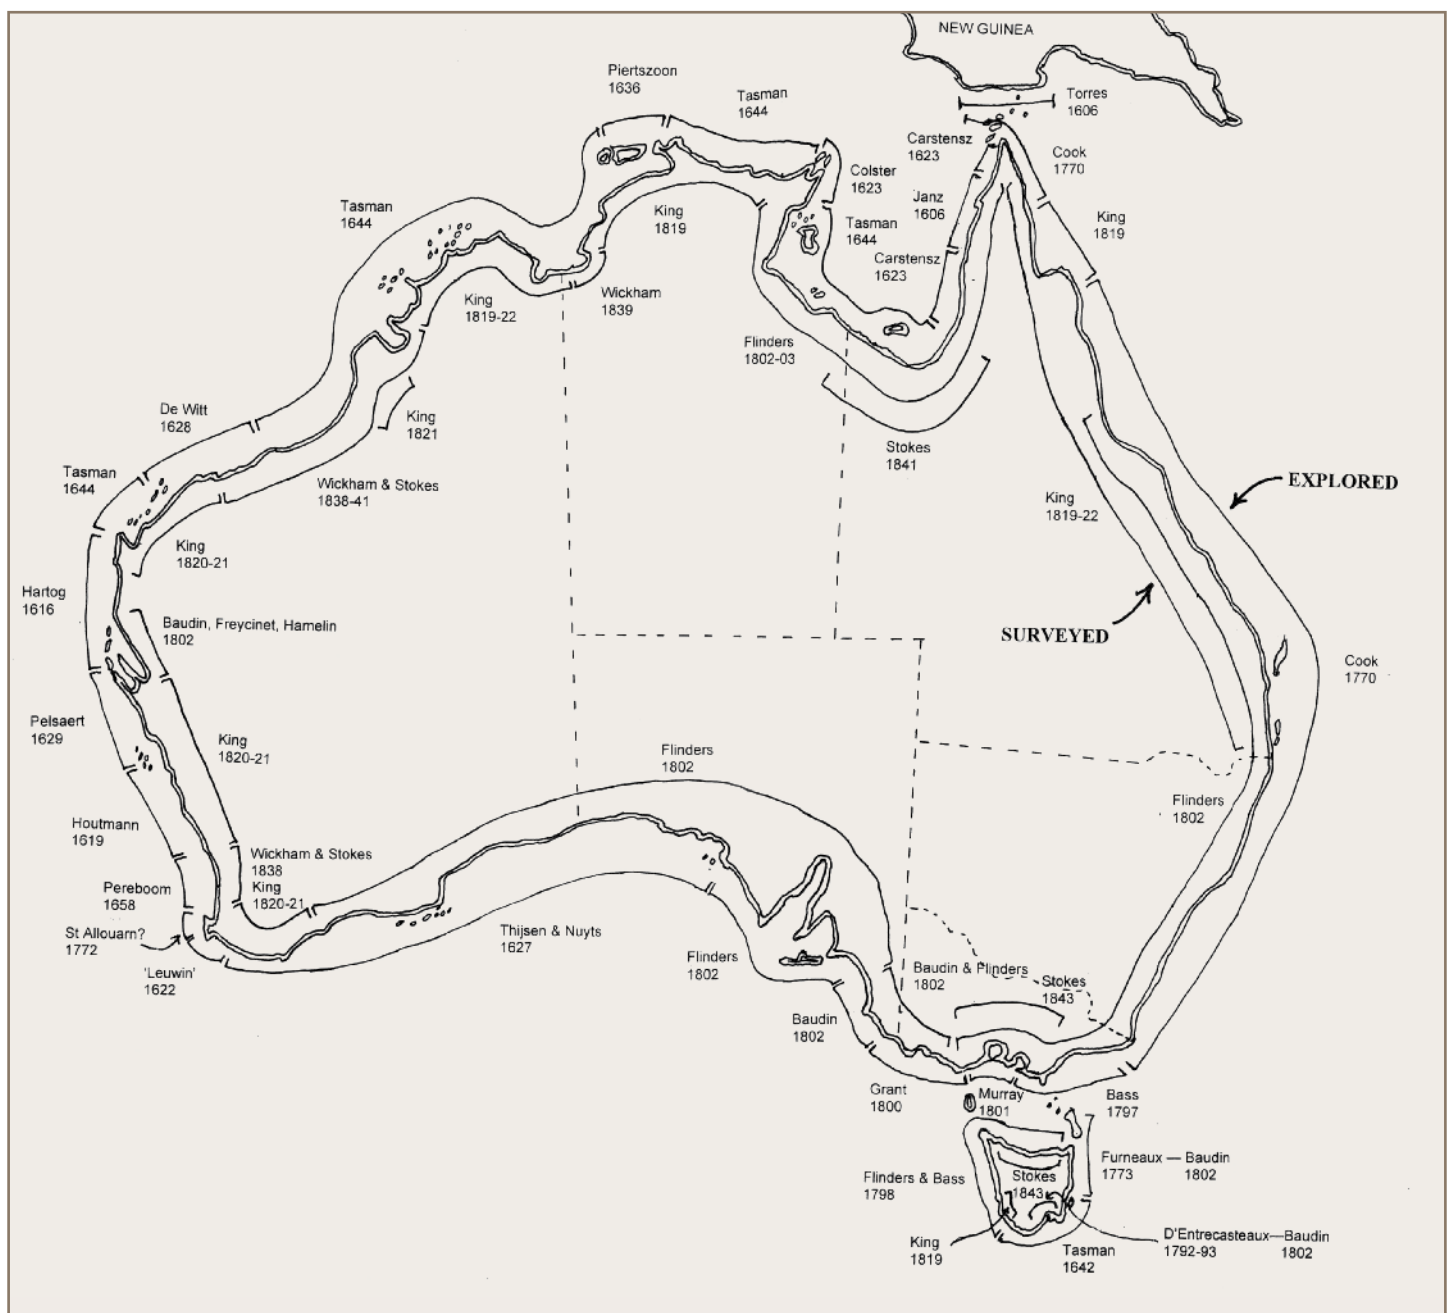 NEW GUINEA
Piertszoon
1636
Tasman
1644
Torres
1606
Carstensz
1623
Cook
1770
Colster
1623
Janz
1606
Tasman
1644
King
1819
Tasman
1644
King
1819
Carstensz
1623
King
1819-22
Wickham
1839
Flinders
1802-03
De Witt
1628
King
1821
Stokes
1841
Tasman
1644
Wickham & Stokes
1838-41
EXPLORED
King
1819-22
King
1820-21
Hartog
1616
Baudin, Freycinet, Hamelin
1802
SURVEYED
Cook
1770
Pelsaert
1629
King
1820-21
Flinders
1802
Flinders
1802
Houtmann
1619
Wickham & Stokes
1838
King
1820-21
Pereboom
1658
St Allouarn?
1772
'Leuwin'
1622
Thijsen & Nuyts
1627
Flinders
1802
Baudin & Plinders
1802
Stokes
1843
Baudin
1802
Grant
1800
Murray
1801
Bass
1797
Flinders & Bass
1798
Stokes
1843
Furneaux — Baudin
1773 1802
King
1819
Tasman
1642
D'Entrecasteaux—Baudin
1792-93 1802